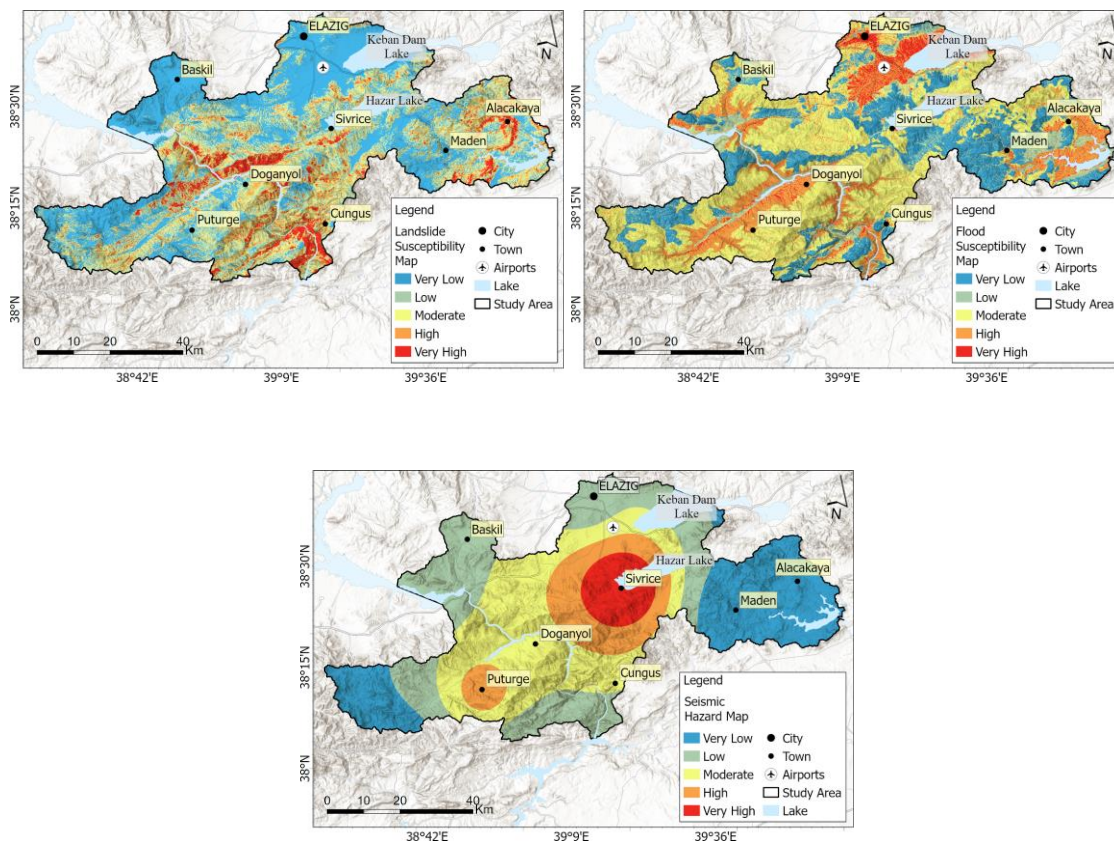 ELAZIG
Keban Dam
Lake
N
Baskil
38°30'N
Hazar Lake
Alacakaya
Sivrice
Maden
38°15'N
Doganyol
Puturge
Cungus
38°N
Legend
Landslide
Susceptibility
Map
Very Low
Low
Moderate
High
Very High
City
Town
Airports
Lake
Study Area
0 10 20 40
Km
38°42'E 39°9'E 39°36'E
ELAZIG
Keban Dam
Lake
N
Baskil
38°30'N
Hazar Lake
Alacakaya
Sivrice
Maden
38°15'N
Doganyol
Puturge
Cungus
38°N
Legend
Flood
Susceptibility
Map
Very Low
Low
Moderate
High
Very High
City
Town
Airports
Lake
Study Area
0 10 20 40
Km
38°42'E 39°9'E 39°36'E
ELAZIG
Keban Dam
Lake
N
Baskil
38°30'N
Hazar Lake
Sivrice
Alacakaya
Maden
Doganyol
38°15'N
Puturge
Cungus
38°N
Legend
Seismic
Hazard Map
Very Low
Low
Moderate
High
Very High
City
Town
Airports
Study Area
Lake
0 10 20 40
Km
38°42'E 39°9'E 39°36'E